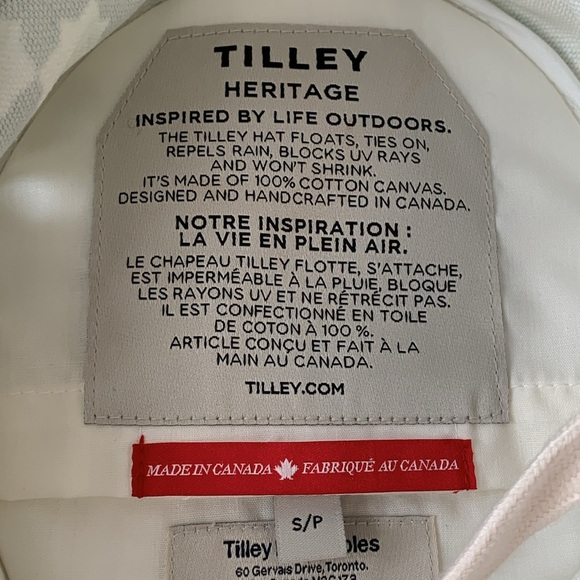 TILLEY
HERITAGE
INSPIRED BY LIFE OUTDOORS.
THE TILLEY HAT FLOATS, TIES ON,
REPELS RAIN, BLOCKS UV RAYS
AND WON'T SHRINK.
IT'S MADE OF 100% COTTON CANVAS.
DESIGNED AND HANDCRAFTED IN CANADA.
NOTRE INSPIRATION :
LA VIE EN PLEIN AIR.
LE CHAPEAU TILLEY FLOTTE, S'ATTACHE,
EST IMPERMÉABLE À LA PLUIE, BLOQUE
LES RAYONS UV ET NE RÉTRÉCIT PAS.
IL EST CONFECTIONNÉ EN TOILE
DE COTON À 100 %.
ARTICLE CONÇU ET FAIT À LA
MAIN AU CANADA.
TILLEY.COM
MADE IN CANADA FABRIQUÉ AU CANADA
S/P
Tilley
60 Gervais Drive, Toronto.